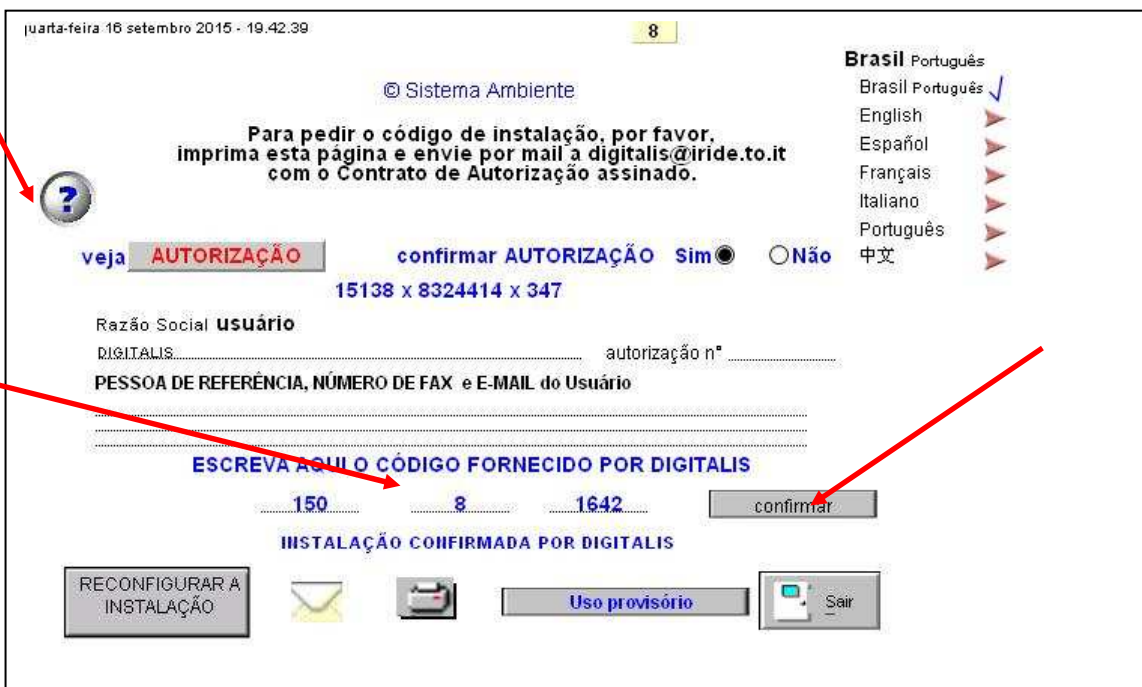 quarta-feira 16 setembro 2015 - 19.42.39
8
© Sistema Ambiente
Para pedir o código de instalação, por favor,
imprima esta página e envie por mail a digitalis@iride.to.it
com o Contrato de Autorização assinado.
Brasil Português
Brasil Português
English
Español
Français
Italiano
Português
中文
?
veja AUTORIZAÇÃO confirmar AUTORIZAÇÃO Sim Não
15138 x 8324414 x 347
Razão Social usuário
DIGITALIS autorização n°
PESSOA DE REFERÊNCIA, NÚMERO DE FAX e E-MAIL do Usuário
ESCREVA AQUI O CÓDIGO FORNECIDO POR DIGITALIS
150 8 1642 confirmar
INSTALAÇÃO CONFIRMADA POR DIGITALIS
RECONFIGURAR A
INSTALAÇÃO
Uso provisório
Sair